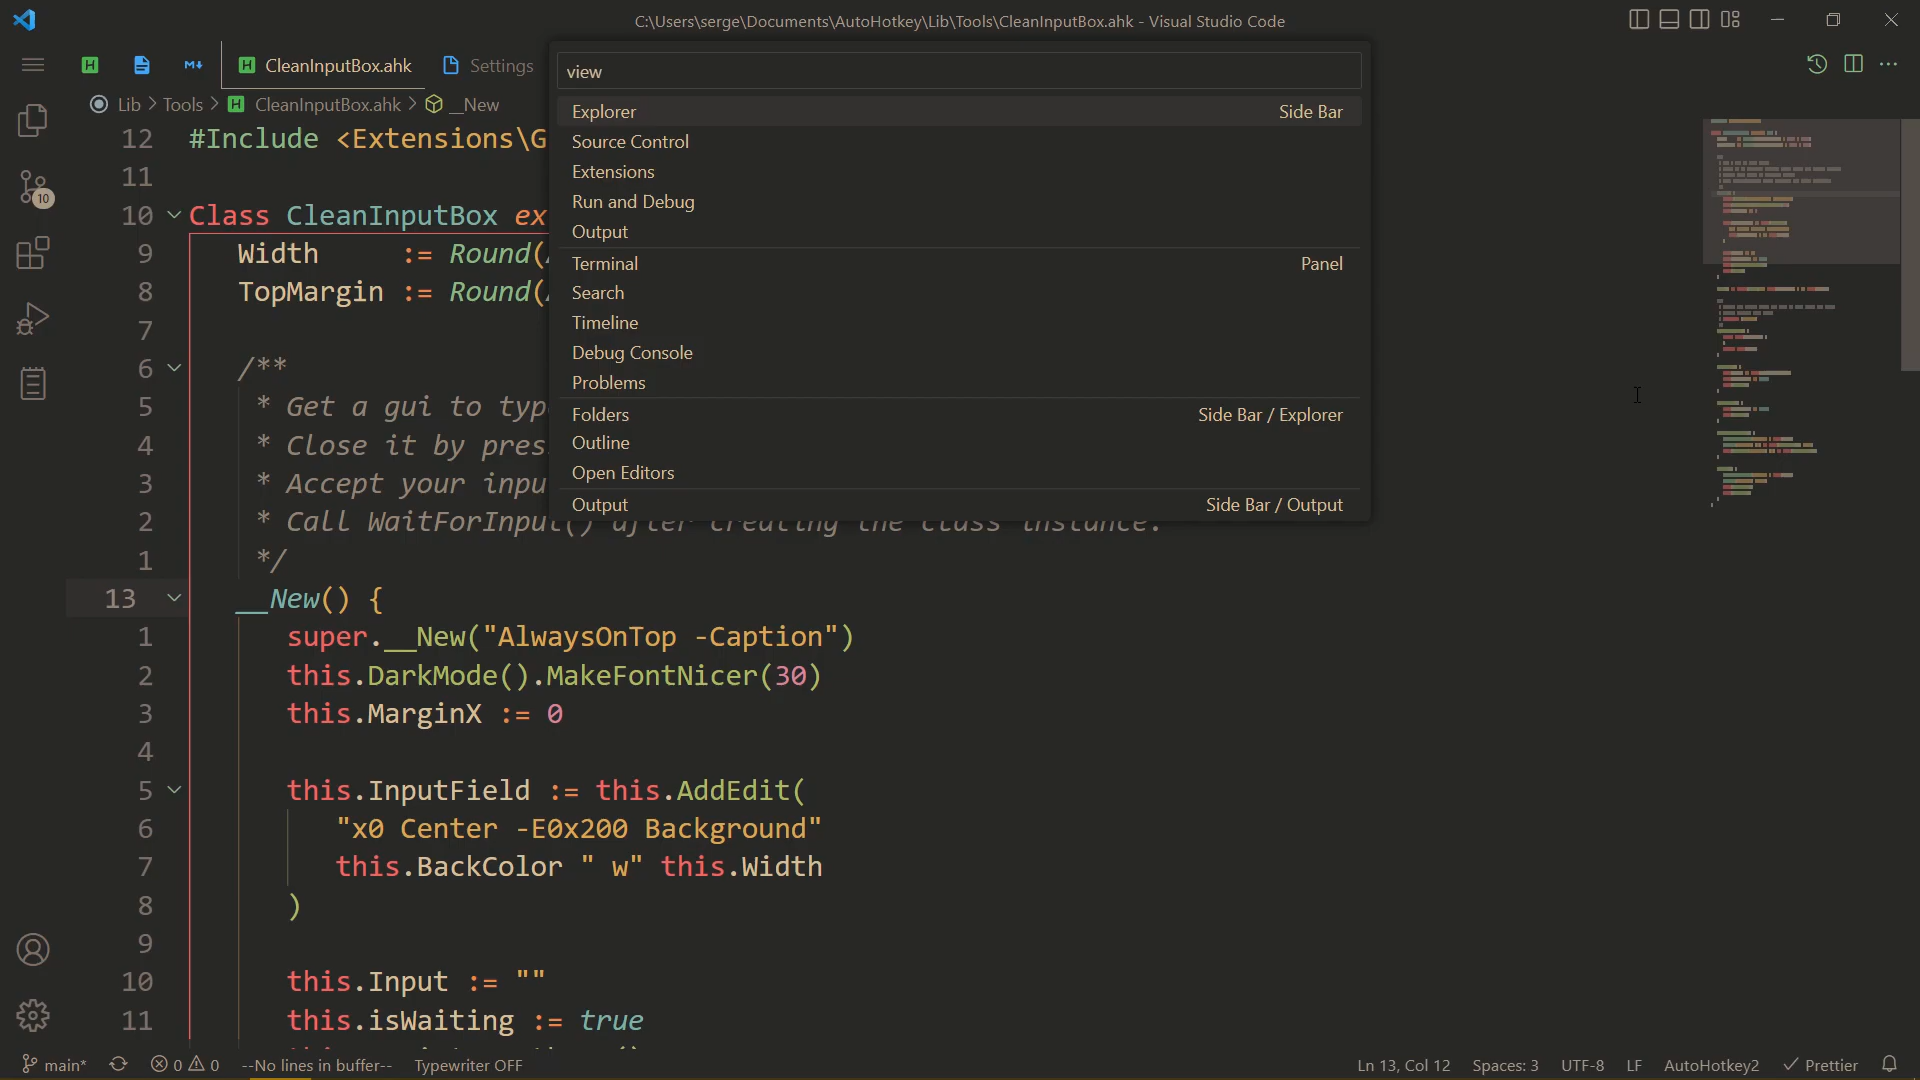 C:\Users\serge\Documents\AutoHotkey\Lib\Tools\CleanInputBox.ahk - Visual Studio Code
CleanInputBox.ahk
Settings
view
Lib > Tools > CleanInputBox.ahk > __New
Explorer Side Bar
Source Control
Extensions
Run and Debug
Output
Terminal Panel
Search
Timeline
Debug Console
Problems
Folders Side Bar / Explorer
Outline
Open Editors
Output Side Bar / Output
12 #Include <Extensions\G
11
10 Class CleanInputBox ex
9 Width := Round(
8 TopMargin := Round(
7
6 /**
5 * Get a gui to typ
4 * Close it by pres
3 * Accept your inpu
2 * Call WaitForInput() after creating the class instance.
1 */
13 __New() {
1 super.__New("AlwaysOnTop -Caption")
2 this.DarkMode().MakeFontNicer(30)
3 this.MarginX := 0
4
5 this.InputField := this.AddEdit(
6 "x0 Center -E0x200 Background"
7 this.BackColor " w" this.Width
8 )
9
10 this.Input := ""
11 this.isWaiting := true
10
main* 0 0 --No lines in buffer-- Typewriter OFF
Ln 13, Col 12 Spaces: 3 UTF-8 LF AutoHotkey2 Prettier